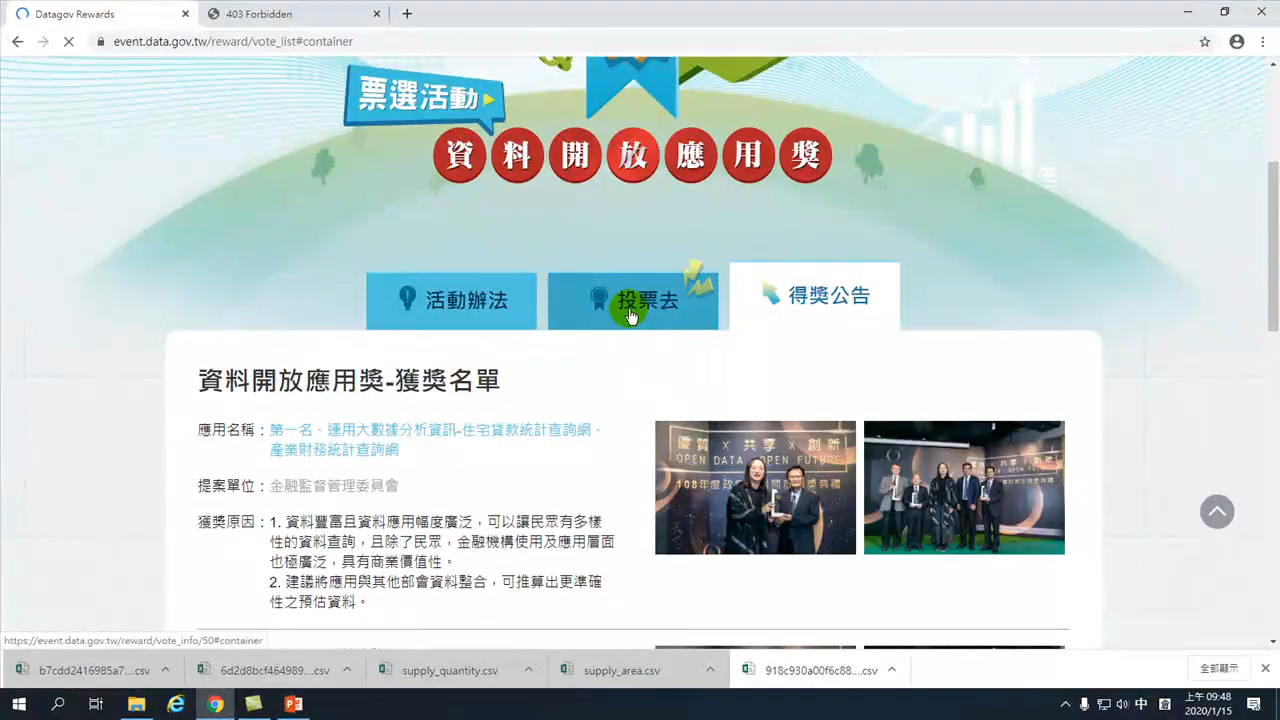 Datagov Rewards
403 Forbidden
event.data.gov.tw/reward/vote_list#container
票選活動
資料開放應用獎
活動辦法
投票去
得獎公告
資料開放應用獎-獲獎名單
應用名稱：第一名、運用大數據分析資訊-住宅貸款統計查詢網、
產業財務統計查詢網
提案單位：金融監督管理委員會
獲獎原因：1. 資料豐富且資料應用幅度廣泛，可以讓民眾有多樣
性的資料查詢，且除了民眾，金融機構使用及應用層面
也極廣泛，具有商業價值性。
2. 建議將應用與其他部會資料整合，可推算出更準確
性之預估資料。
優質 x 共享 x 創新
OPEN DATA OPEN FUTURE
https://event.data.gov.tw/reward/vote_info/50#container
b7cdd2416985a7....csv
6d2d8bcf464989....csv
supply_quantity.csv
supply_area.csv
918c930a00f6c88....csv
全部顯示
中
上午 09:48
2020/1/15